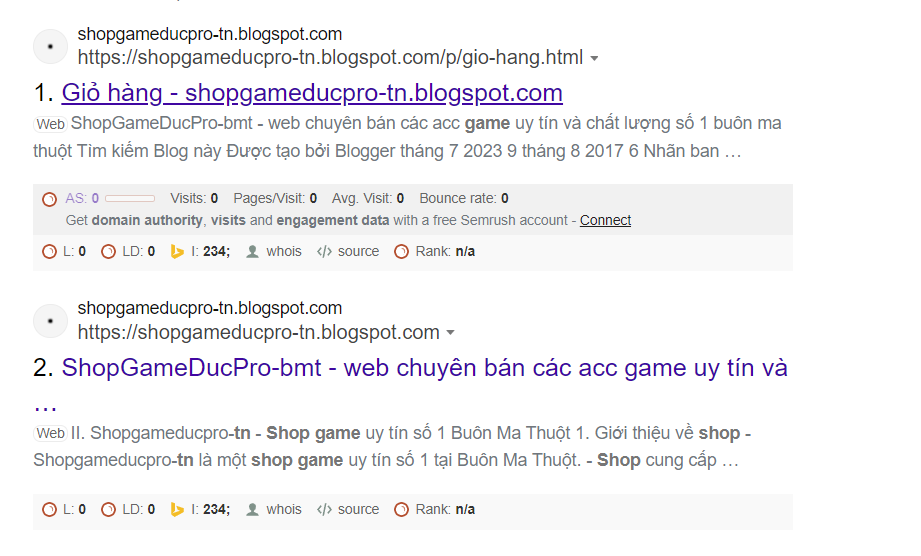 shopgameducpro-tn.blogspot.com
https://shopgameducpro-tn.blogspot.com/p/gio-hang.html
1. Giỏ hàng - shopgameducpro-tn.blogspot.com
Web ShopGameDucPro-bmt - web chuyên bán các acc game uy tín và chất lượng số 1 buôn ma
thuột Tìm kiếm Blog này Được tạo bởi Blogger tháng 7 2023 9 tháng 8 2017 6 Nhãn ban …
AS: 0 Visits: 0 Pages/Visit: 0 Avg. Visit: 0 Bounce rate: 0
Get domain authority, visits and engagement data with a free Semrush account - Connect
L: 0 LD: 0 I: 234; whois </> source Rank: n/a
shopgameducpro-tn.blogspot.com
https://shopgameducpro-tn.blogspot.com
2. ShopGameDucPro-bmt - web chuyên bán các acc game uy tín và
…
Web II. Shopgameducpro-tn - Shop game uy tín số 1 Buôn Ma Thuột 1. Giới thiệu về shop -
Shopgameducpro-tn là một shop game uy tín số 1 tại Buôn Ma Thuột. - Shop cung cấp …
L: 0 LD: 0 I: 234; whois </> source Rank: n/a